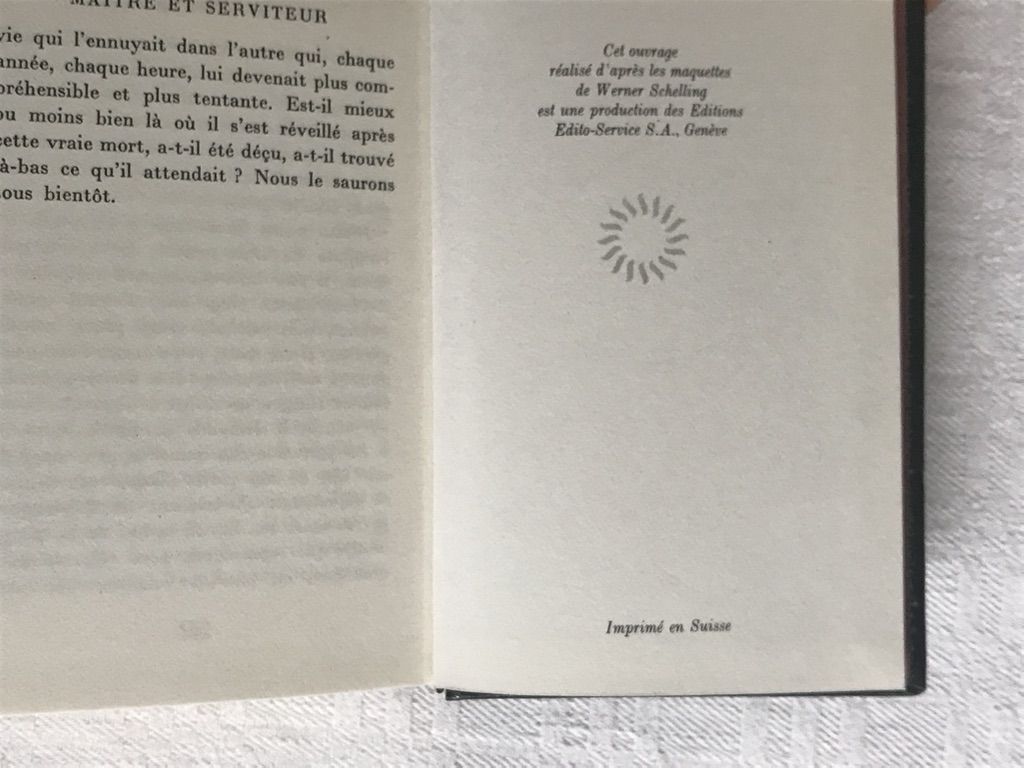 MAITRE ET SERVITEUR
vie qui l'ennuyait dans l'autre qui, chaque
année, chaque heure, lui devenait plus com-
préhensible et plus tentante. Est-il mieux
ou moins bien là où il s'est réveillé après
cette vraie mort, a-t-il été déçu, a-t-il trouvé
là-bas ce qu'il attendait ? Nous le saurons
tous bientôt.
Cet ouvrage
réalisé d'après les maquettes
de Werner Schelling
est une production des Editions
Edito-Service S.A., Genève
Imprimé en Suisse